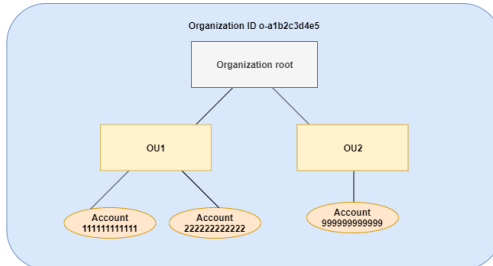 Organization ID o-a1b2c3d4e5
Organization root
OU1
OU2
Account
111111111111
Account
222222222222
Account
999999999999